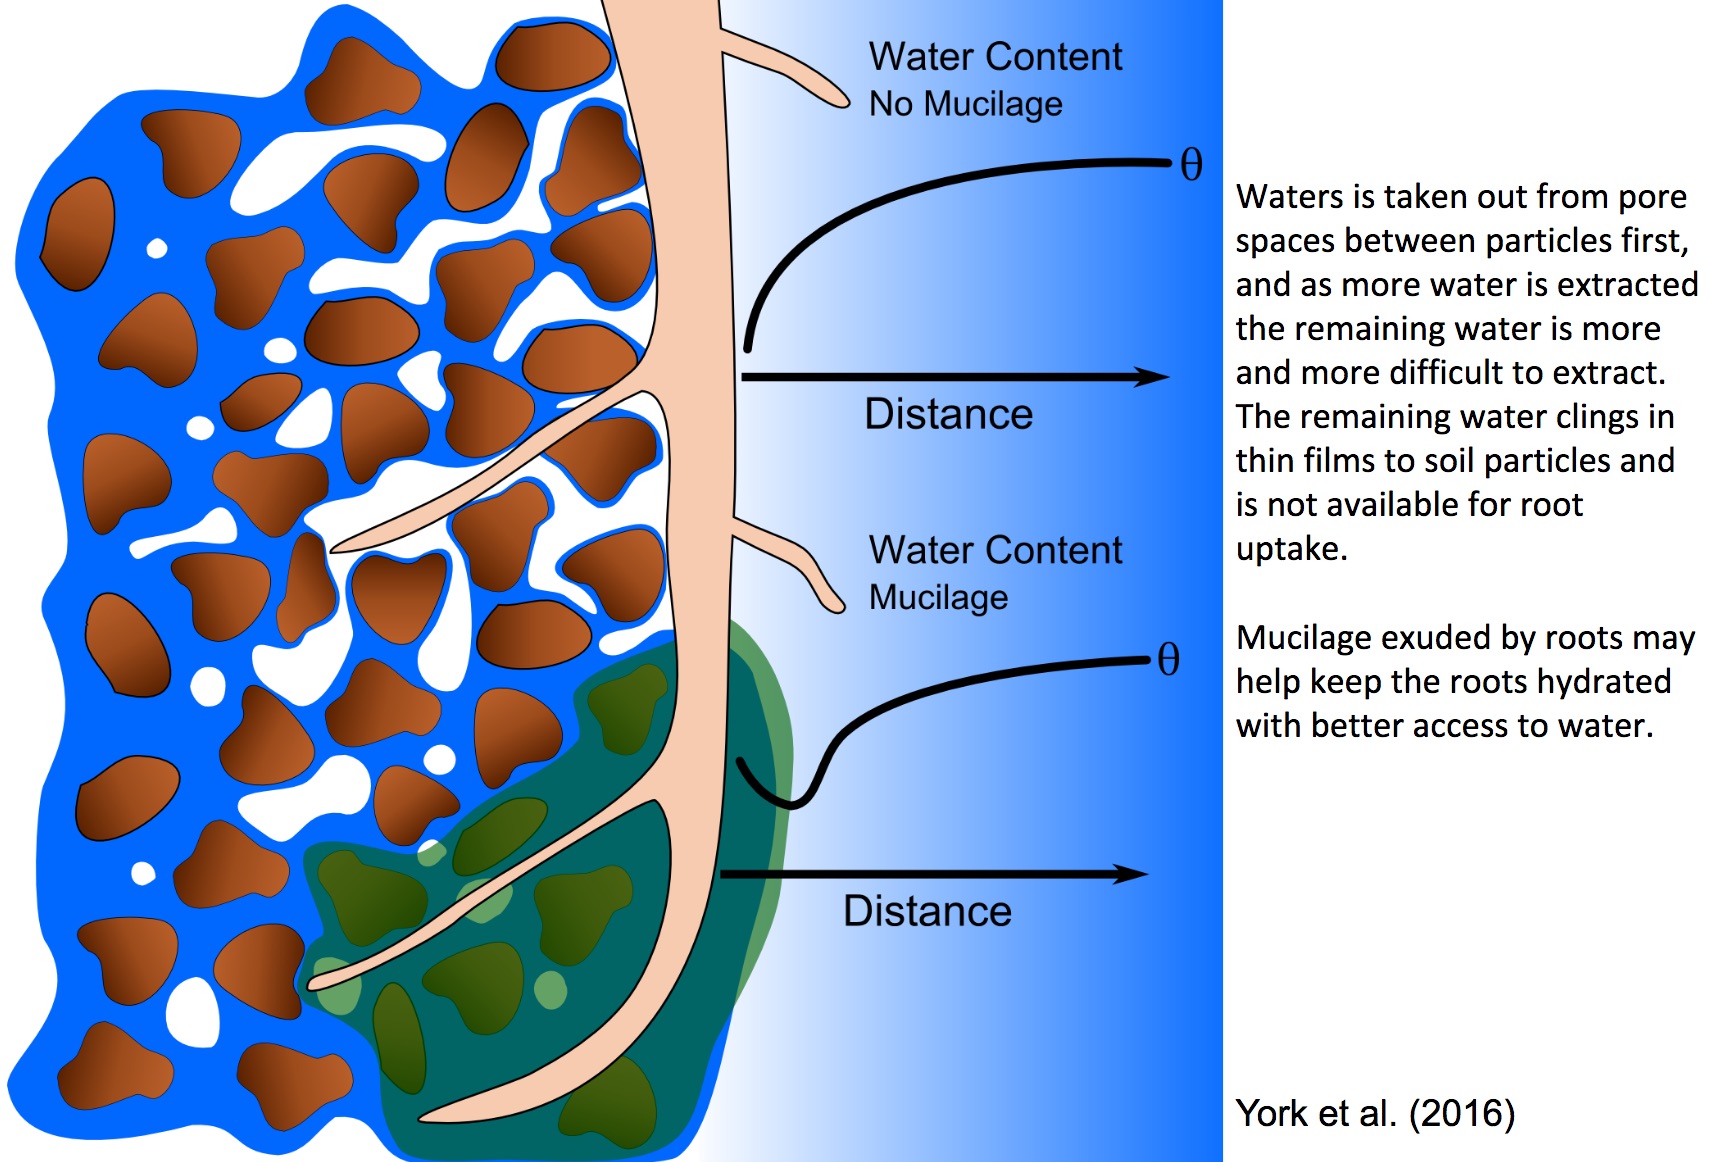 Water Content
No Mucilage
θ
Distance
Water Content
Mucilage
θ
Distance
Waters is taken out from pore
spaces between particles first,
and as more water is extracted
the remaining water is more
and more difficult to extract.
The remaining water clings in
thin films to soil particles and
is not available for root
uptake.
Mucilage exuded by roots may
help keep the roots hydrated
with better access to water.
York et al. (2016)